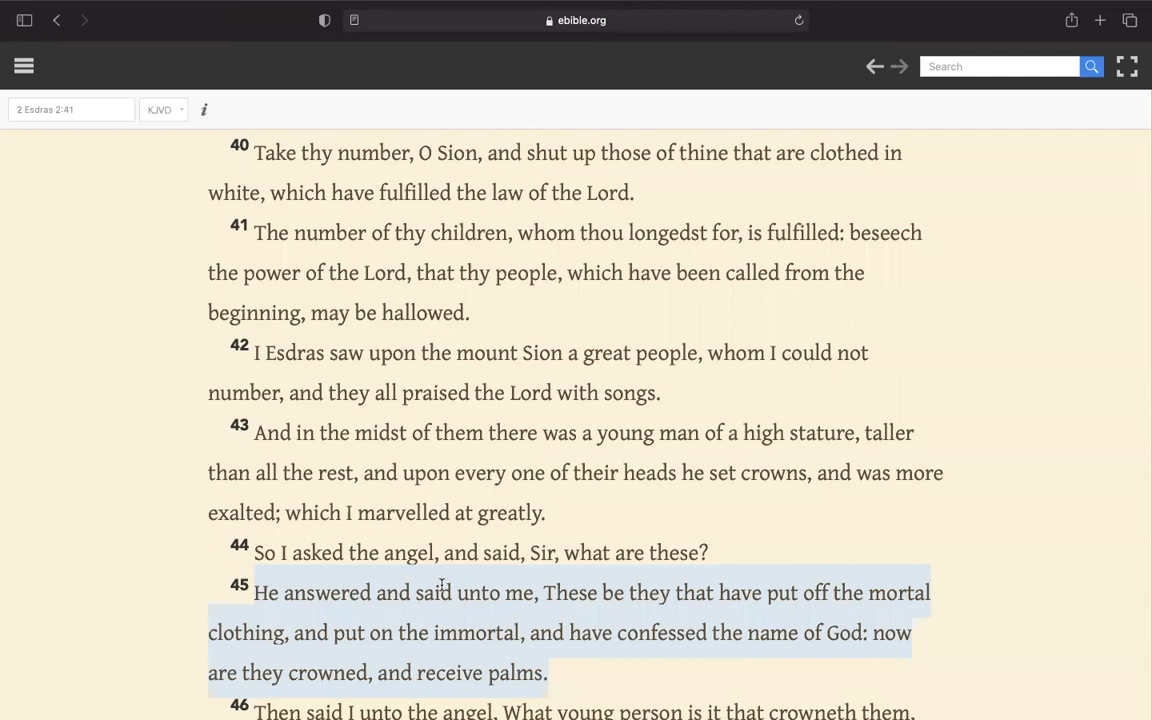 ebible.org
Search
2 Esdras 2:41 KJVD i
40 Take thy number, O Sion, and shut up those of thine that are clothed in
white, which have fulfilled the law of the Lord.
41 The number of thy children, whom thou longedst for, is fulfilled: beseech
the power of the Lord, that thy people, which have been called from the
beginning, may be hallowed.
42 I Esdras saw upon the mount Sion a great people, whom I could not
number, and they all praised the Lord with songs.
43 And in the midst of them there was a young man of a high stature, taller
than all the rest, and upon every one of their heads he set crowns, and was more
exalted; which I marvelled at greatly.
44 So I asked the angel, and said, Sir, what are these?
45 He answered and said unto me, These be they that have put off the mortal
clothing, and put on the immortal, and have confessed the name of God: now
are they crowned, and receive palms.
46 Then said I unto the angel, What young person is it that crowneth them,